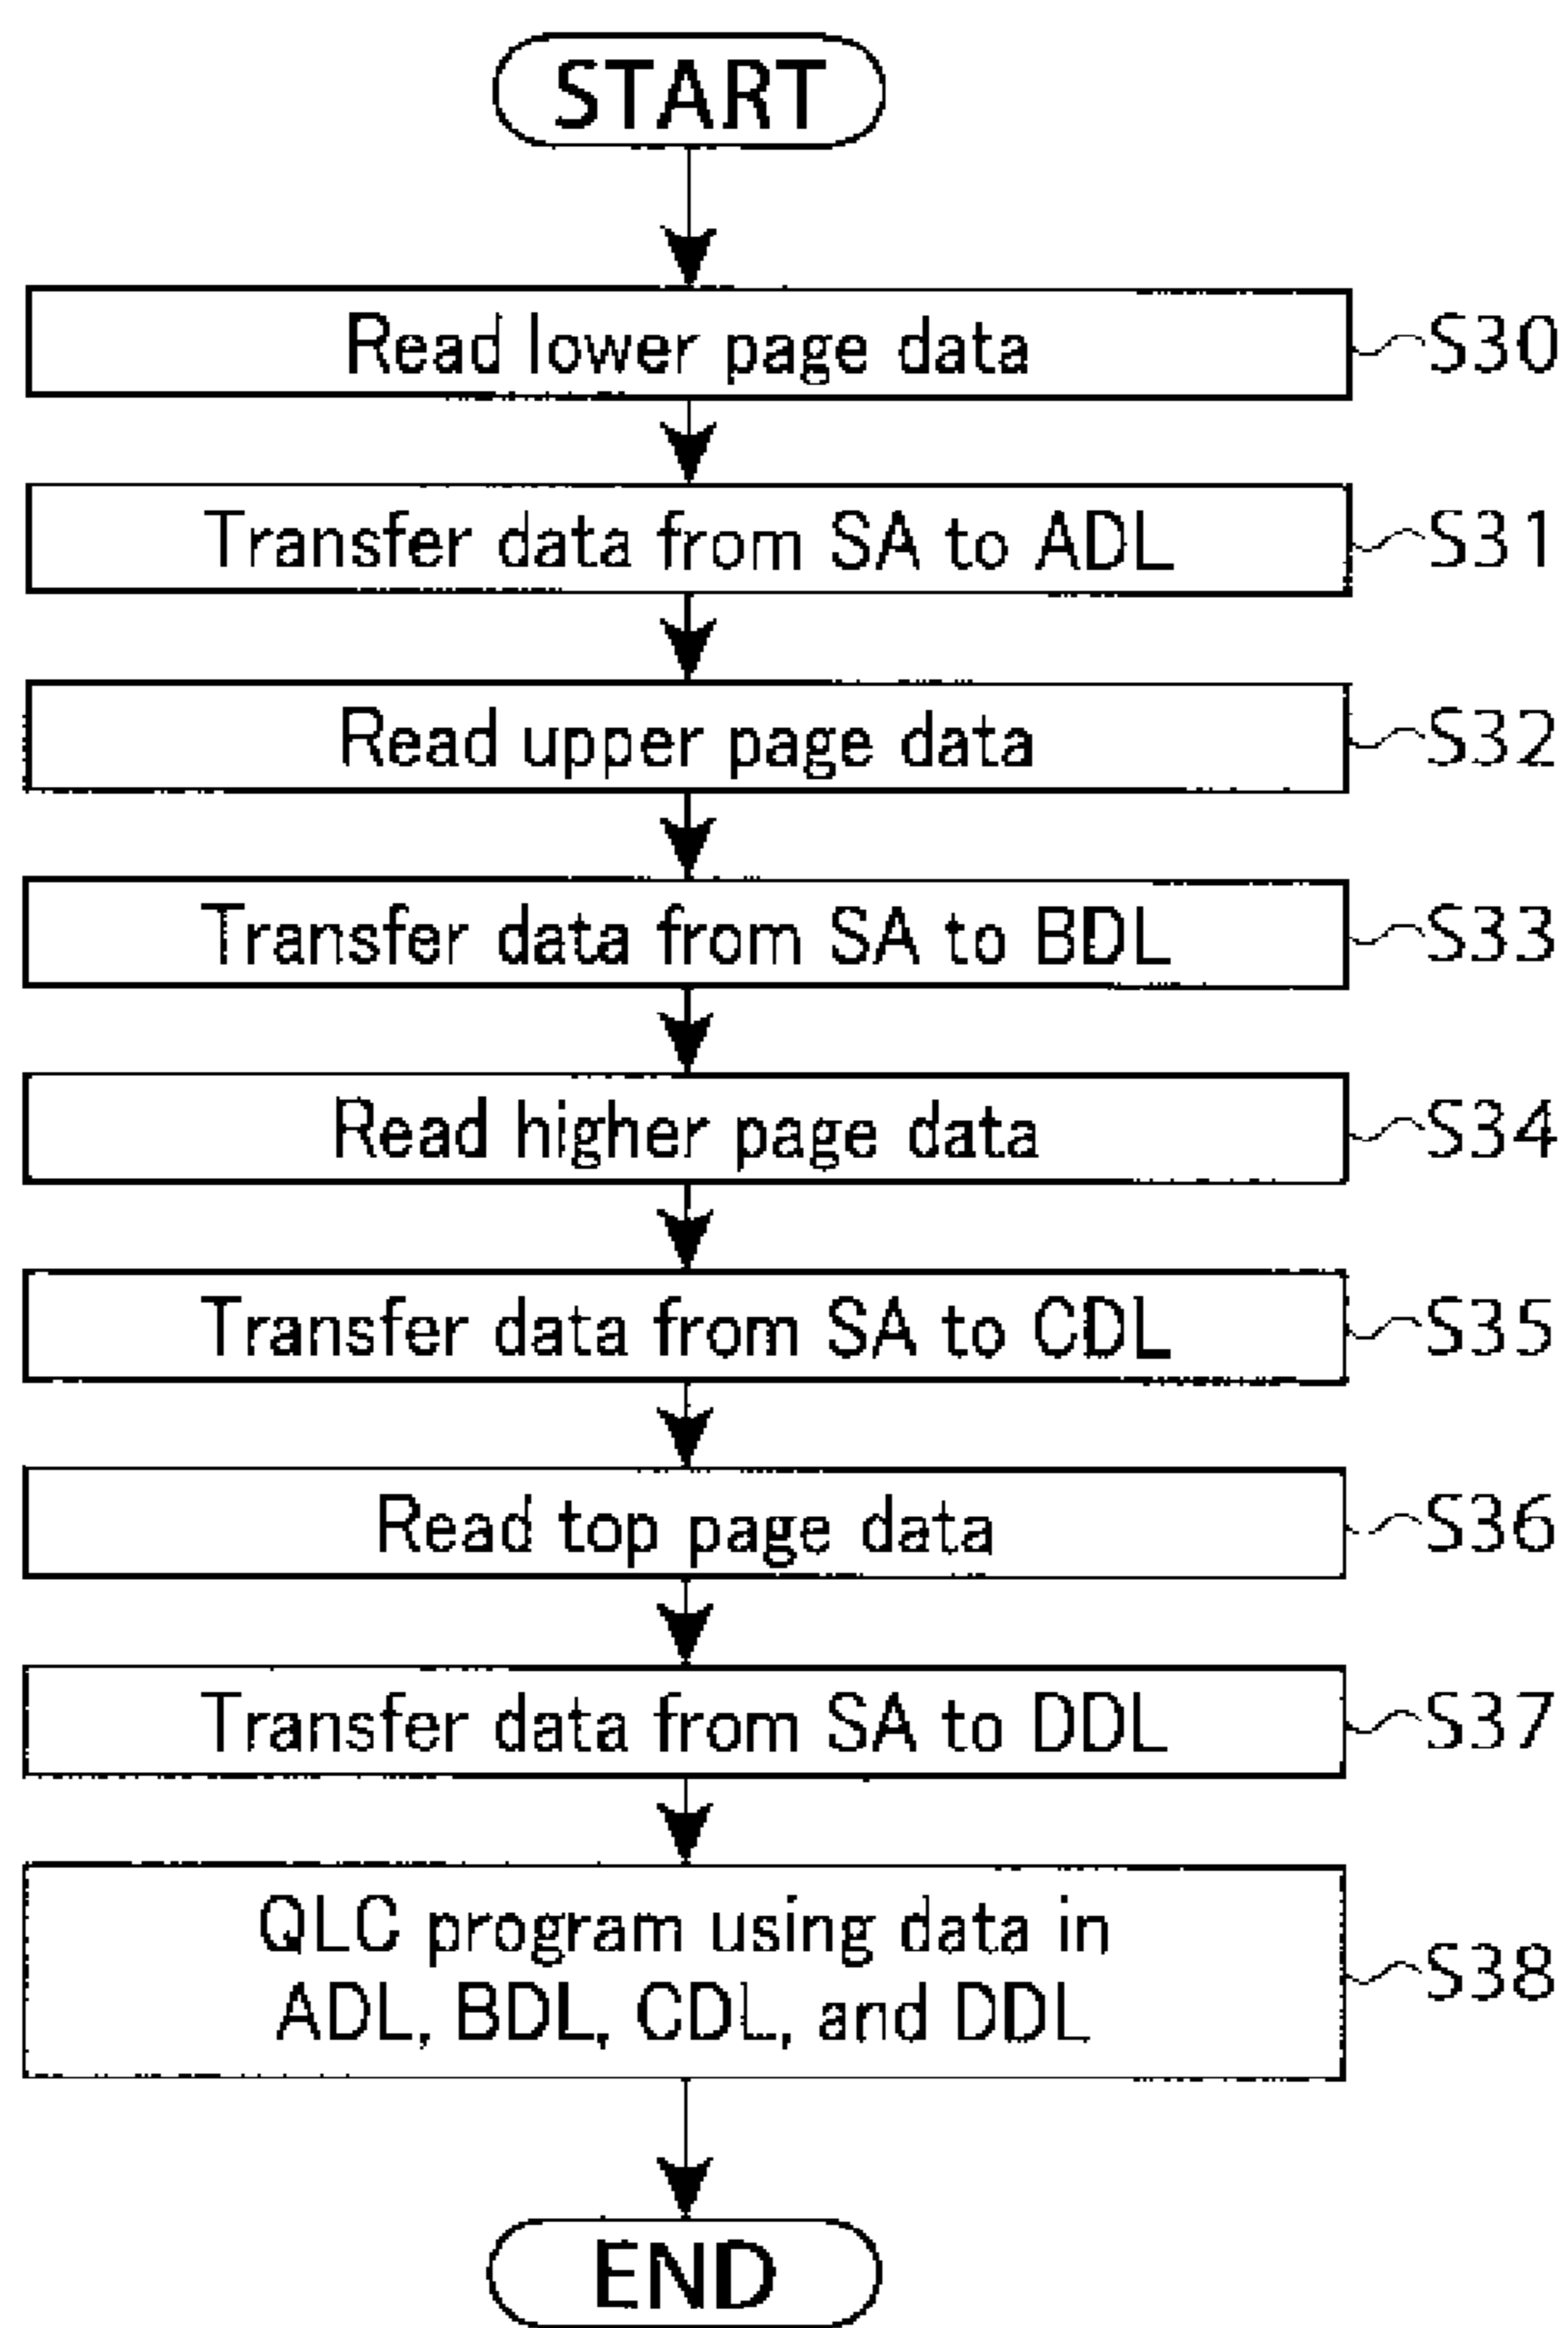 START
Read lower page data
S30
Transfer data from SA to ADL
S31
Read upper page data
S32
Transfer data from SA to BDL
S33
Read higher page data
S34
Transfer data from SA to CDL
S35
Read top page data
S36
Transfer data from SA to DDL
S37
QLC program using data in
ADL, BDL, CDL, and DDL
S38
END